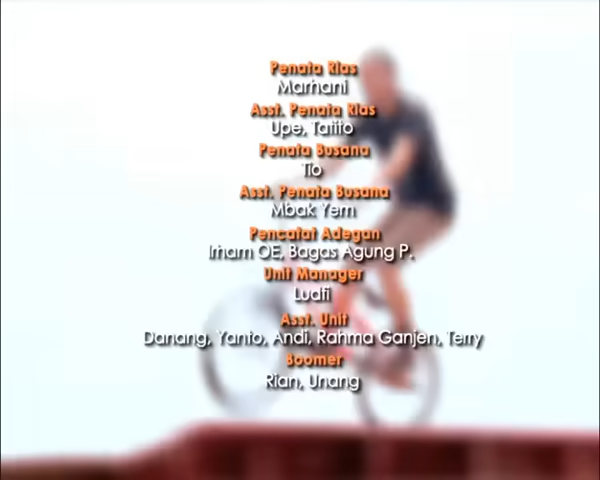 Penata Rias
Marhani
Asst. Penata Rias
Upe, Tatito
Penata Busana
Tio
Asst. Penata Busana
Mbak Yem
Pencatat Adegan
Irham OE, Bagas Agung P.
Unit Manager
Ludfi
Asst. Unit
Danang, Yanto, Andi, Rahma Ganjen, Terry
Boomer
Rian, Unang